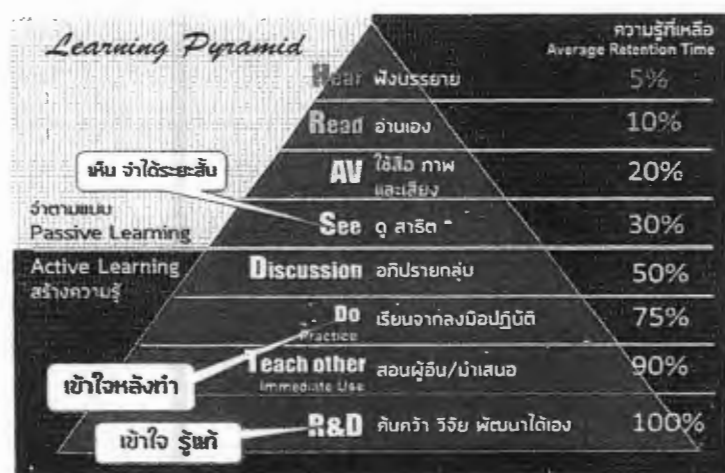 Learning Pyramid
ความรู้ที่เหลือ
Average Retention Time
Hear ฟังบรรยาย 5%
Read อ่านเอง 10%
AV ใช้สื่อ ภาพ
และเสียง 20%
เห็น จำได้ระยะสั้น
See ดู สาธิต 30%
จำตามแบบ
Passive Learning
Active Learning
สร้างความรู้
Discussion อภิปรายกลุ่ม 50%
Do เรียนจากลงมือปฏิบัติ 75%
Practice
Teach other สอนผู้อื่น/นำเสนอ 90%
Immediate Use
เข้าใจหลังทำ
R&D ค้นคว้า วิจัย พัฒนาได้เอง 100%
เข้าใจ รู้แก้